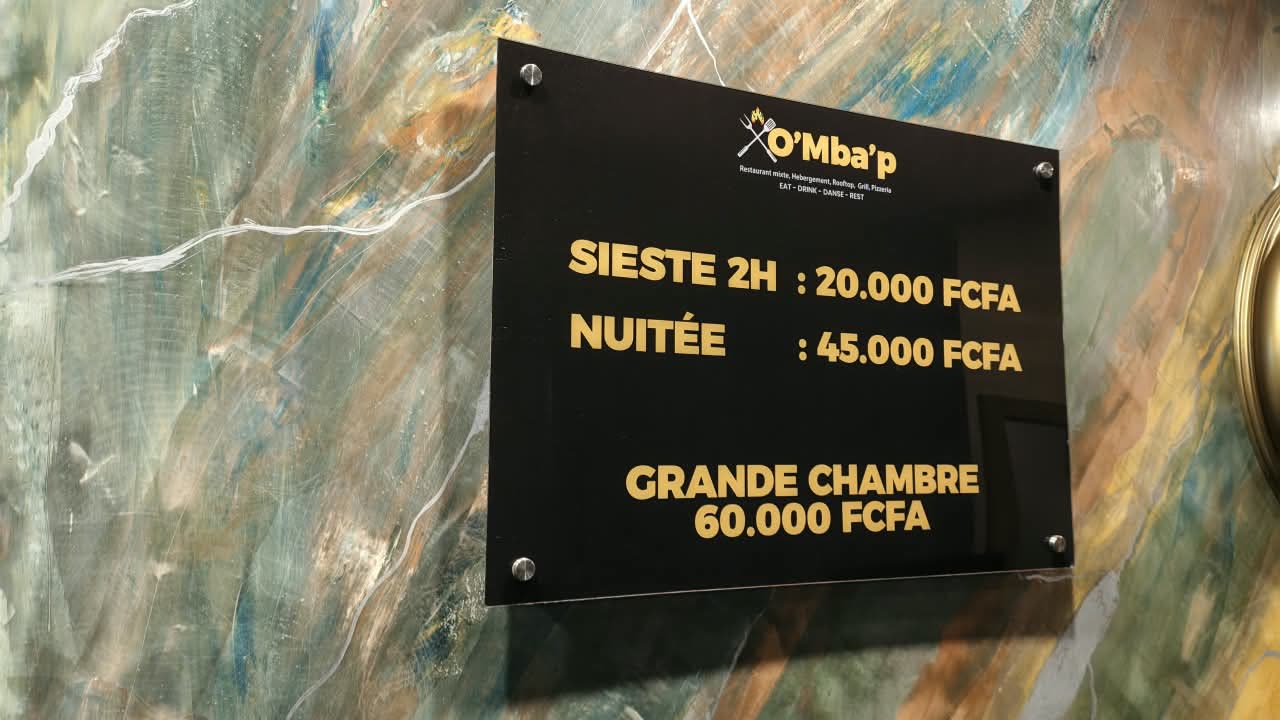 O'Mba'p
Restaurant mixte, Hebergement, Rooftop, Grill, Pizzeria
EAT - DRINK - DANSE - REST
SIESTE 2H : 20.000 FCFA
NUITÉE : 45.000 FCFA
GRANDE CHAMBRE
60.000 FCFA